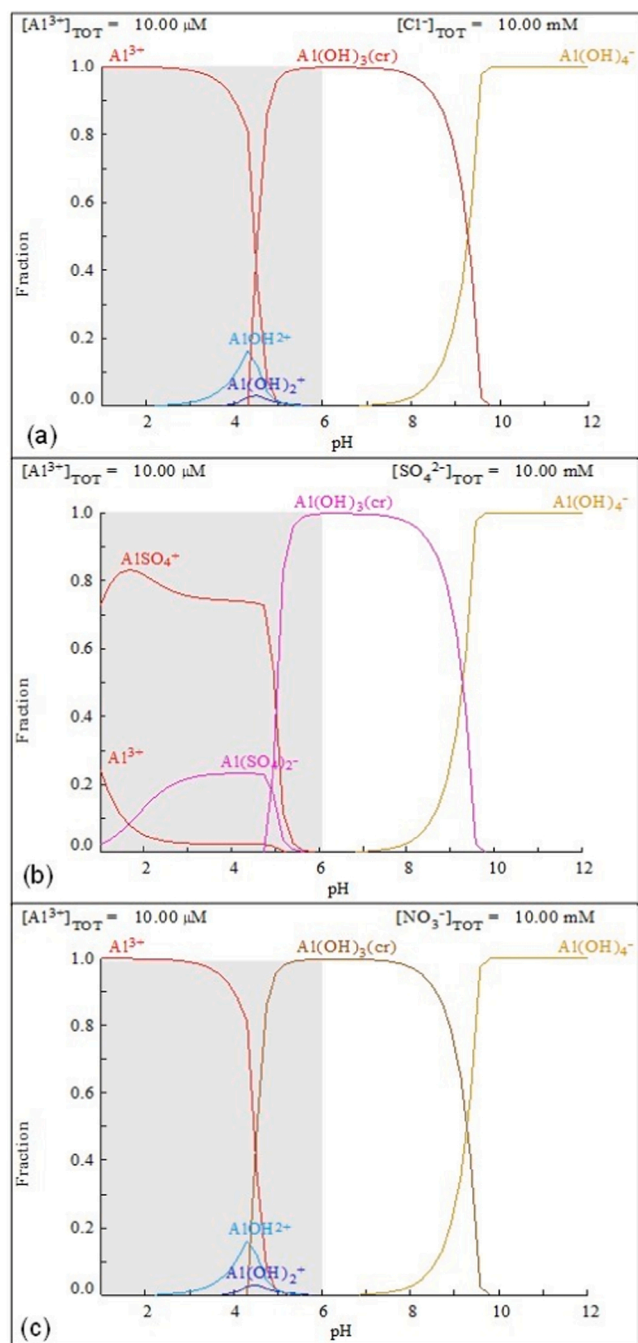 [Al³⁺]TOT = 10.00 µM [Cl⁻]TOT = 10.00 mM
Al³⁺ Al(OH)₃(cr) Al(OH)₄⁻
1.0
0.8
0.6
Fraction
0.4
0.2
AlOH²⁺
Al(OH)₂⁺
0.0
2 4 6 8 10 12
(a) pH
[Al³⁺]TOT = 10.00 µM [SO₄²⁻]TOT = 10.00 mM
Al(OH)₃(cr) Al(OH)₄⁻
1.0
AlSO₄⁺
0.8
0.6
Fraction
0.4
Al³⁺ Al(SO₄)₂⁻
0.2
0.0
2 4 6 8 10 12
(b) pH
[Al³⁺]TOT = 10.00 µM [NO₃⁻]TOT = 10.00 mM
Al³⁺ Al(OH)₃(cr) Al(OH)₄⁻
1.0
0.8
0.6
Fraction
0.4
0.2
AlOH²⁺
Al(OH)₂⁺
0.0
2 4 6 8 10 12
(c) pH